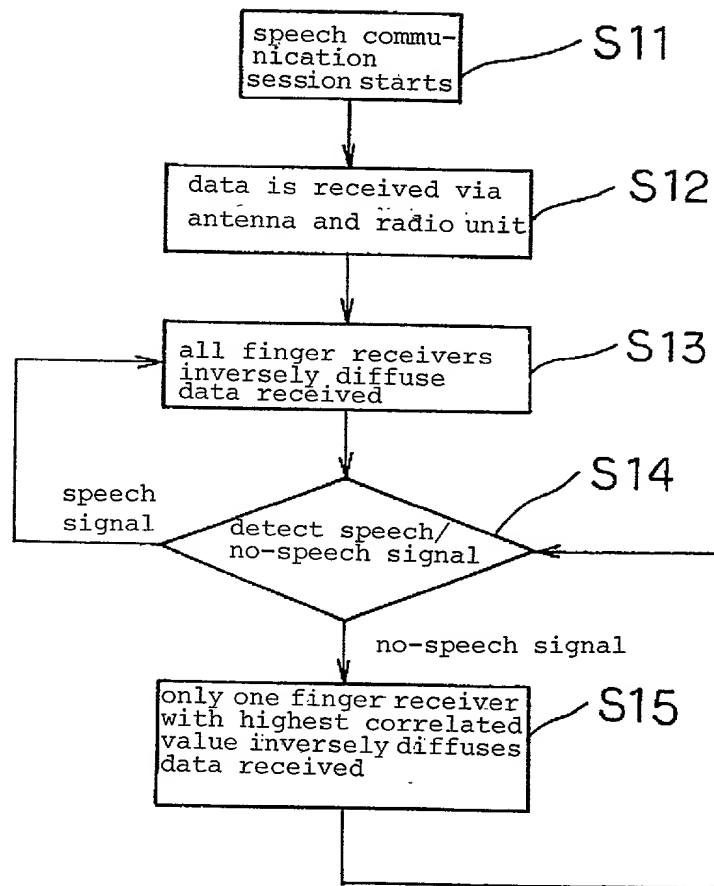 speech commu-
nication
session starts
S11
data is received via
antenna and radio unit
S12
all finger receivers
inversely diffuse
data received
S13
speech
signal
detect speech/
no-speech signal
S14
no-speech signal
only one finger receiver
with highest correlated
value inversely diffuses
data received
S15